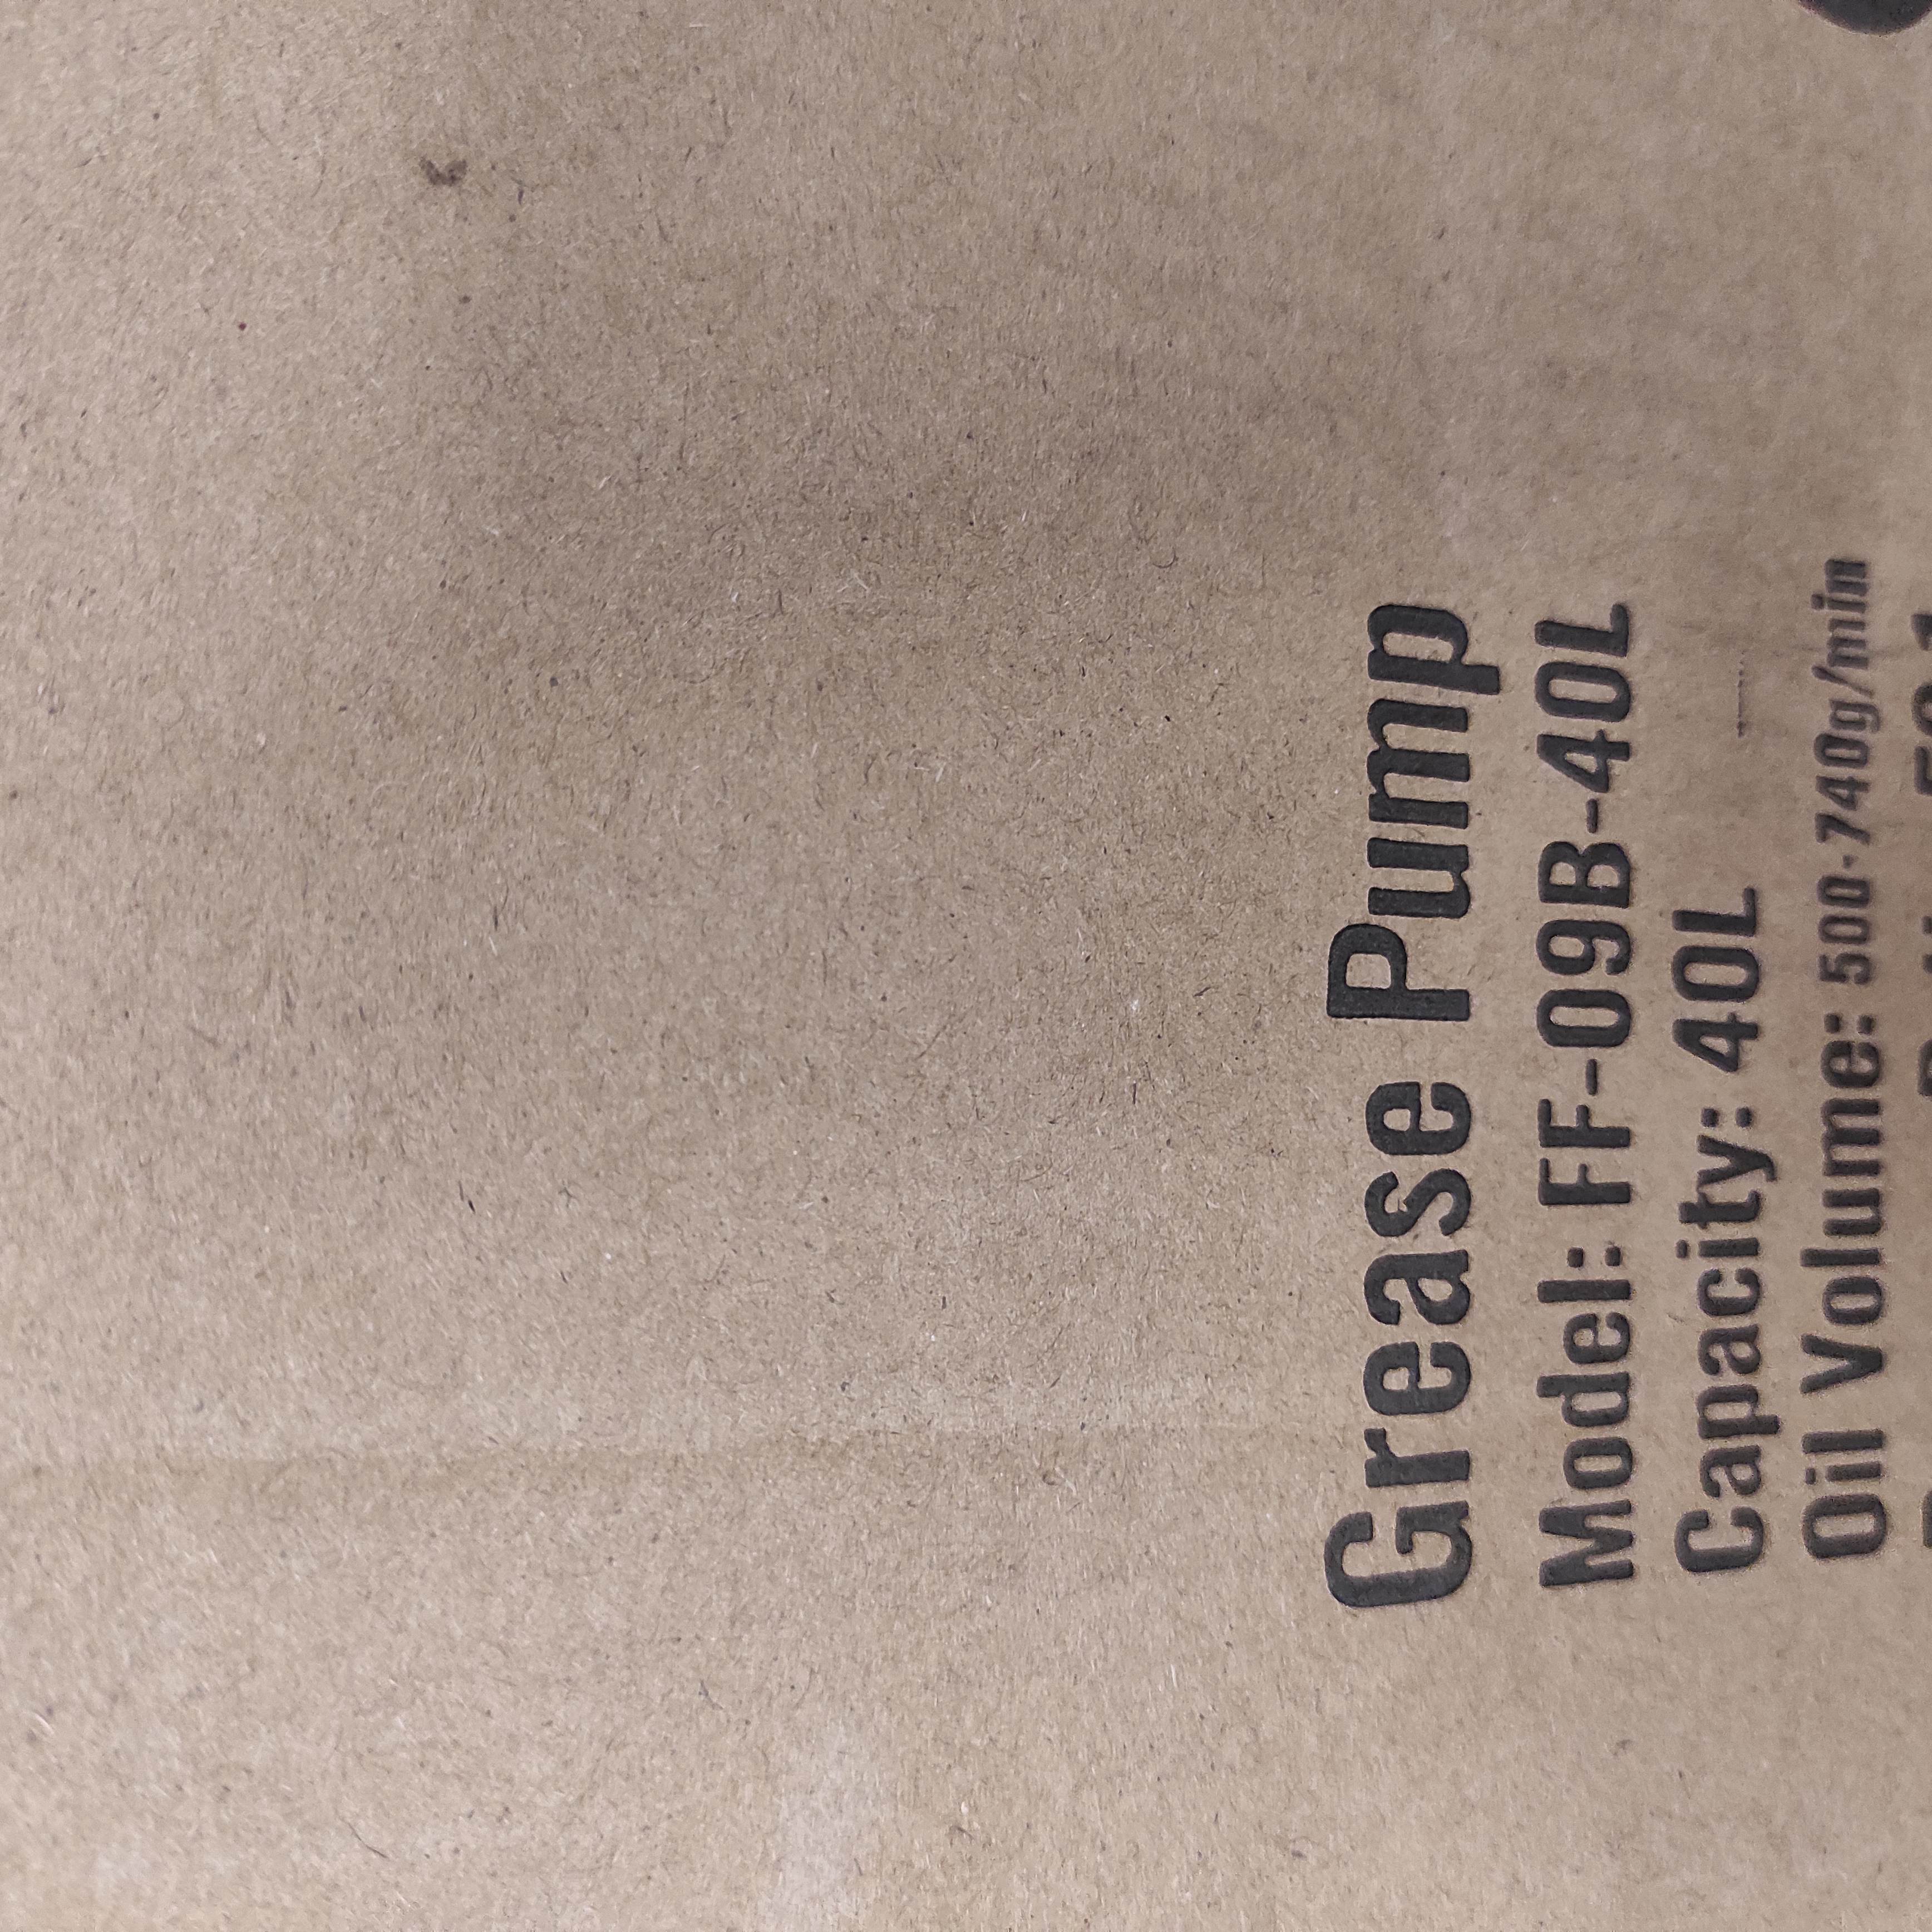 Grease Pump
Model: FF-09B-40L
Capacity: 40L
Oil Volume: 500-740g/min